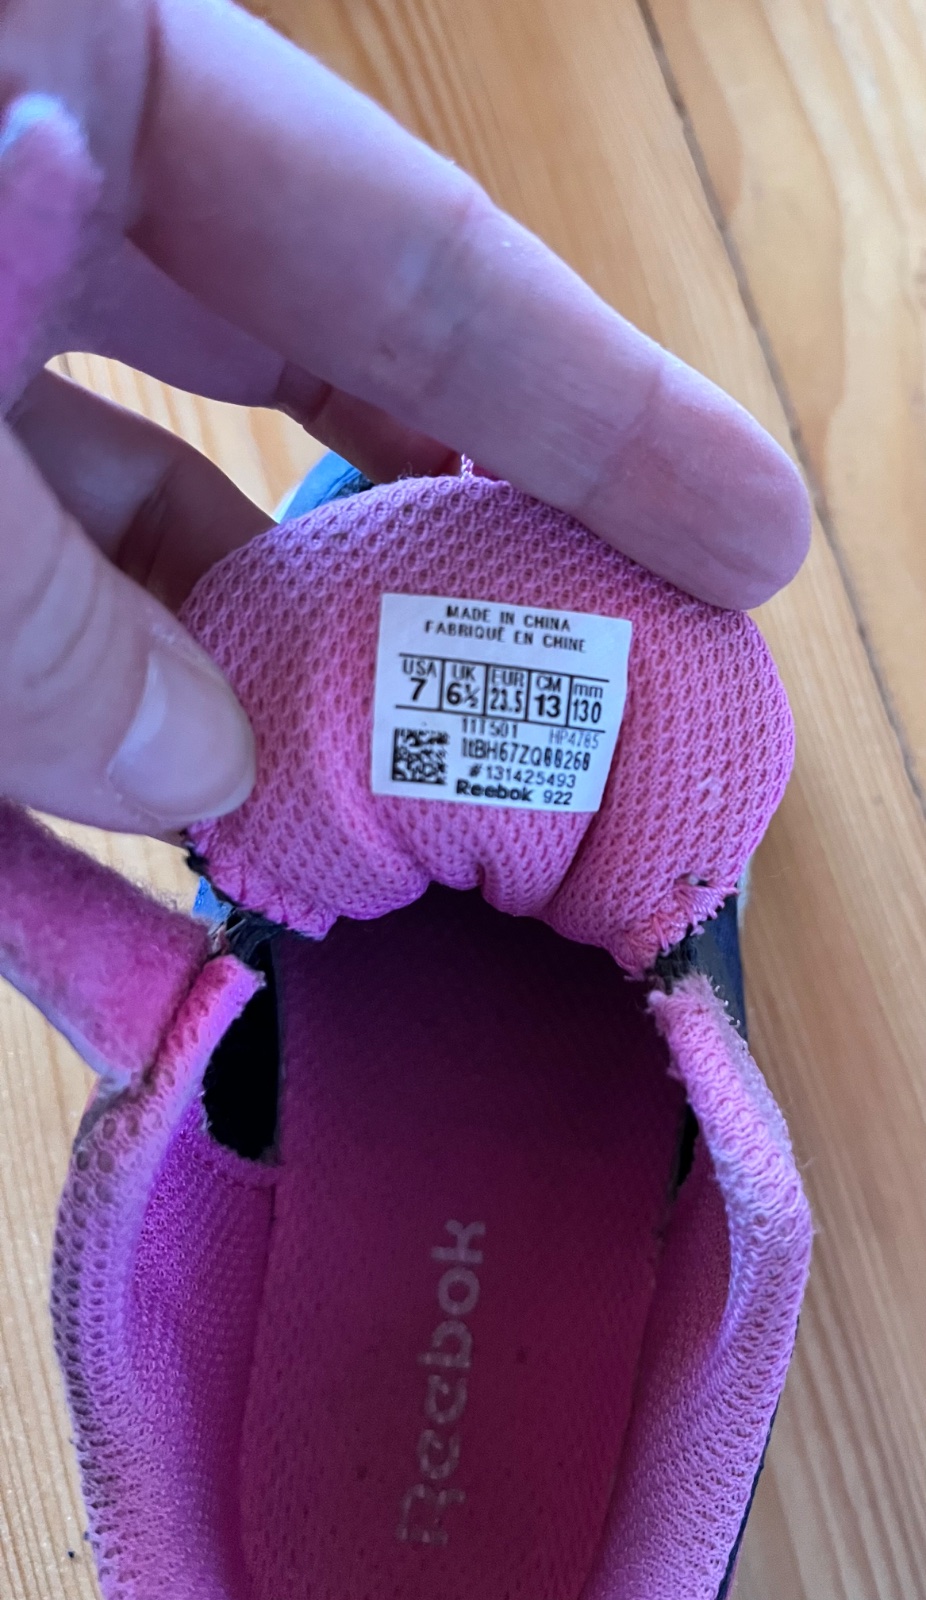 MADE IN CHINA
FABRIQUÉ EN CHINE
USA UK EUR CM mm
7 6½ 23.5 13 130
11T501 HP4785
#131425493
Reebok 922
Reebok